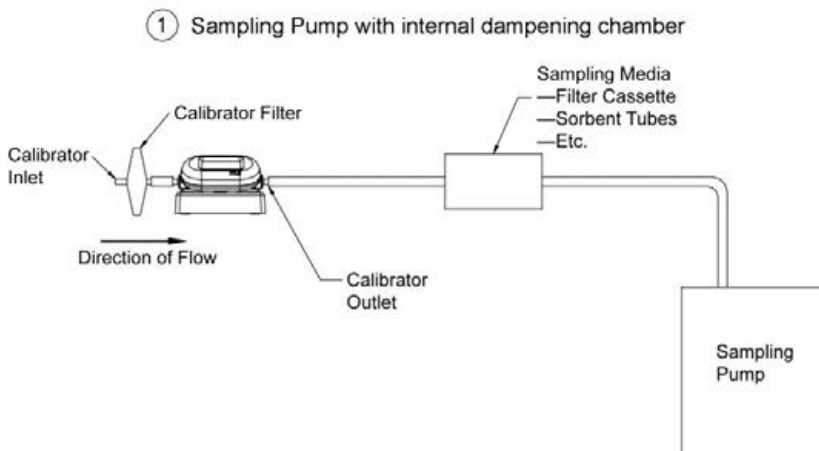 1 Sampling Pump with internal dampening chamber
Sampling Media
—Filter Cassette
—Sorbent Tubes
—Etc.
Calibrator Filter
Calibrator
Inlet
Direction of Flow
Calibrator
Outlet
Sampling
Pump